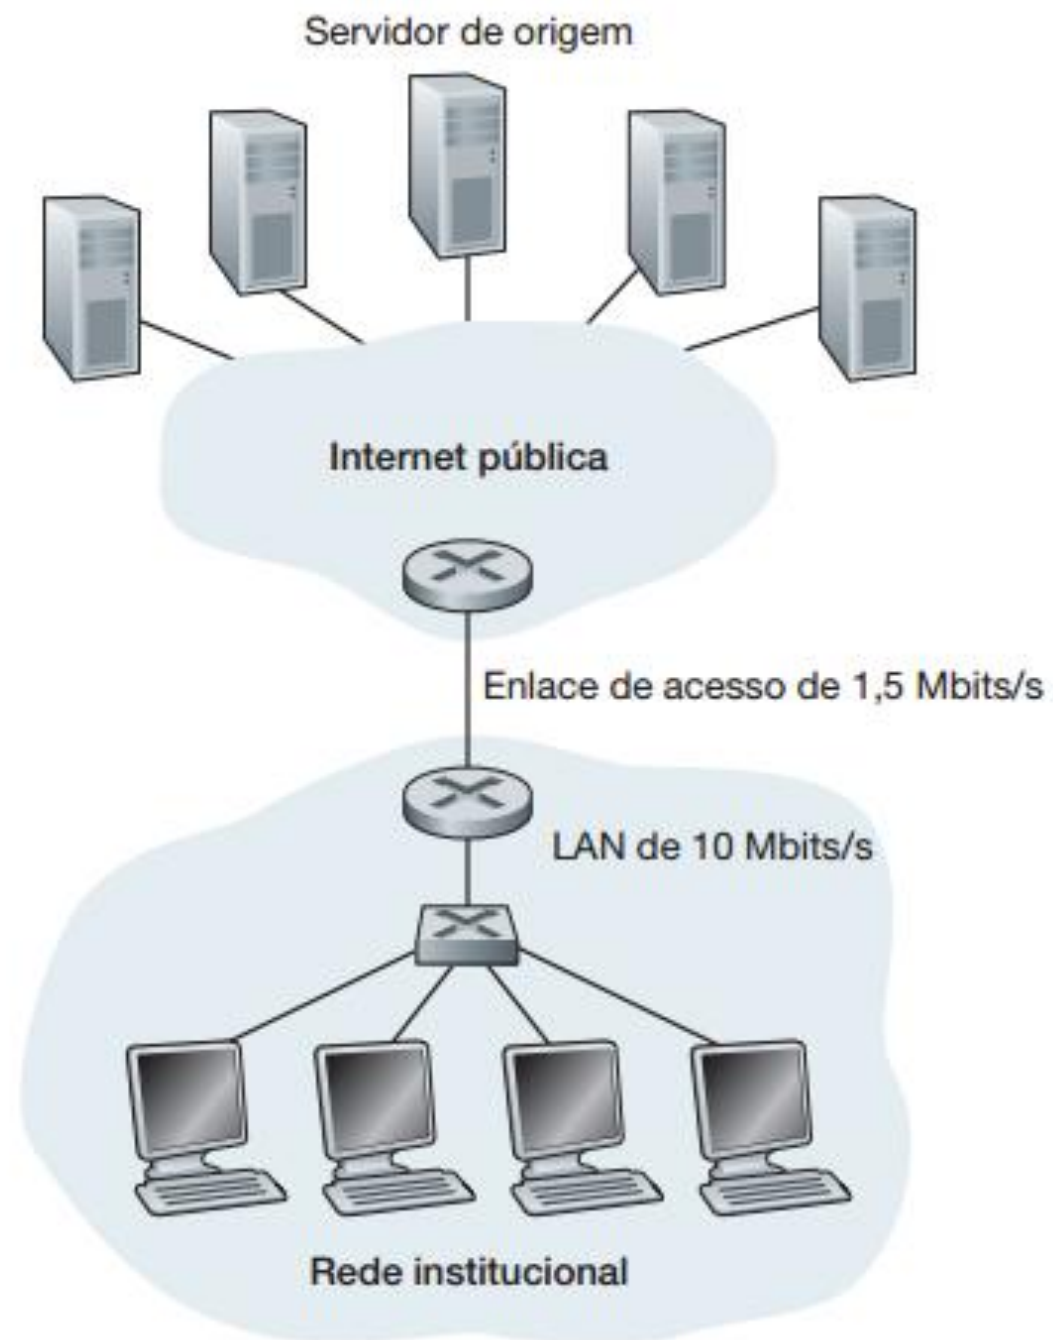 Servidor de origem
Internet pública
Enlace de acesso de 1,5 Mbits/s
LAN de 10 Mbits/s
Rede institucional